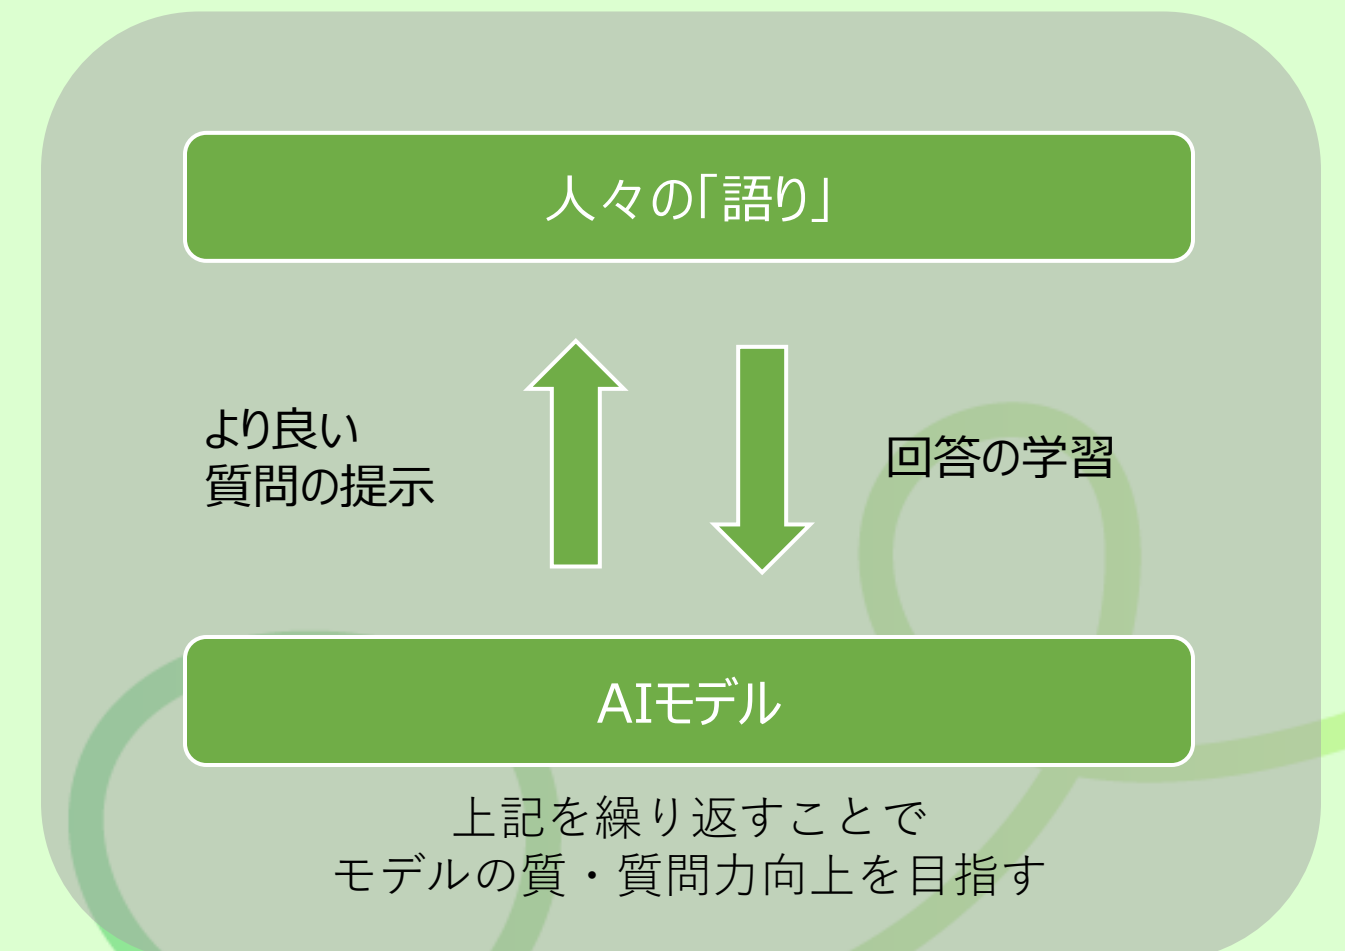 人々の「語り」
より良い
質問の提示
回答の学習
AIモデル
上記を繰り返すことで
モデルの質・質問力向上を目指す